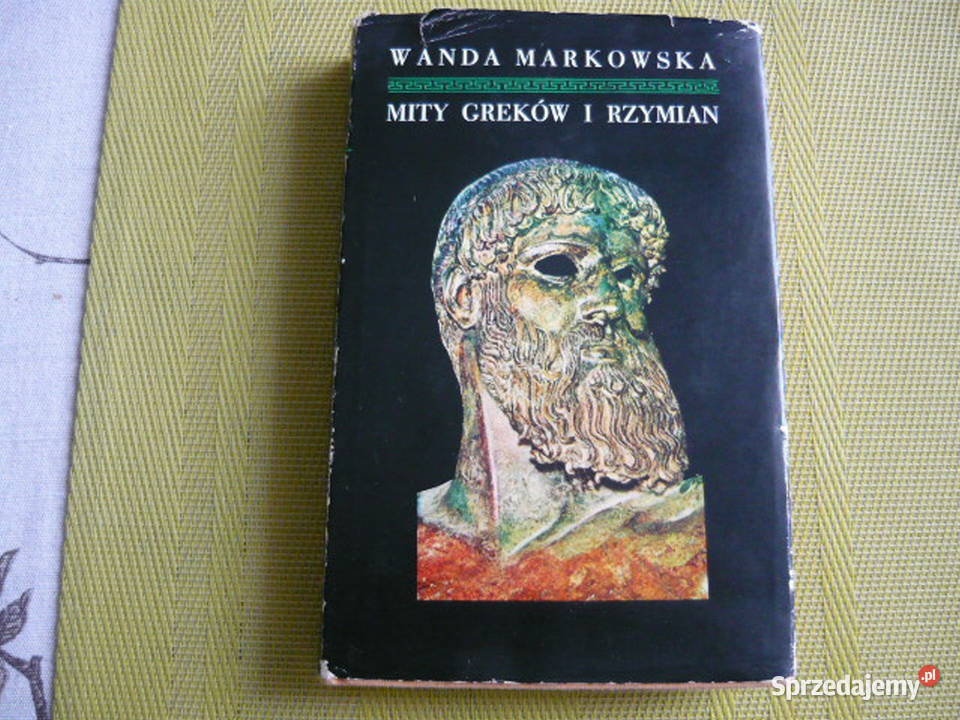 WANDA MARKOWSKA
MITY GREKÓW I RZYMIAN
Sprzedajemy.pl